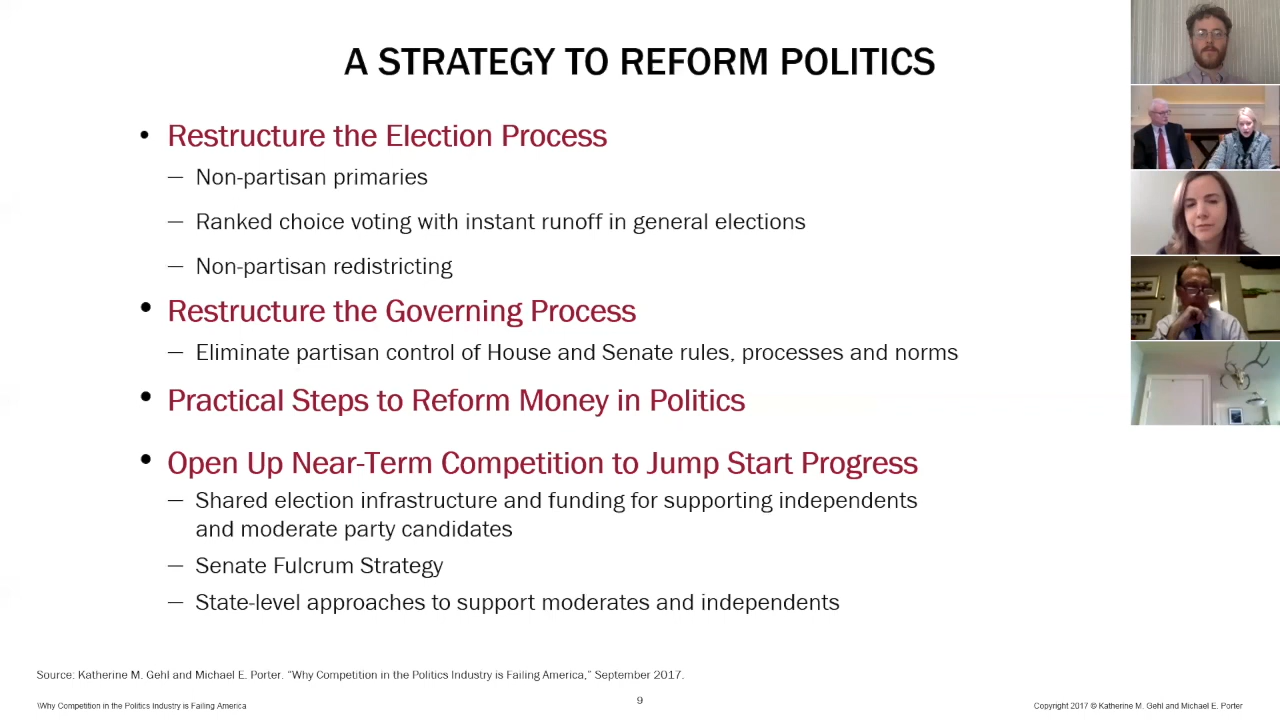 A STRATEGY TO REFORM POLITICS
• Restructure the Election Process
— Non-partisan primaries
— Ranked choice voting with instant runoff in general elections
— Non-partisan redistricting
• Restructure the Governing Process
— Eliminate partisan control of House and Senate rules, processes and norms
• Practical Steps to Reform Money in Politics
• Open Up Near-Term Competition to Jump Start Progress
— Shared election infrastructure and funding for supporting independents
and moderate party candidates
— Senate Fulcrum Strategy
— State-level approaches to support moderates and independents
Source: Katherine M. Gehl and Michael E. Porter. “Why Competition in the Politics Industry is Failing America,” September 2017.
\Why Competition in the Politics Industry is Failing America
9
Copyright 2017 © Katherine M. Gehl and Michael E. Porter